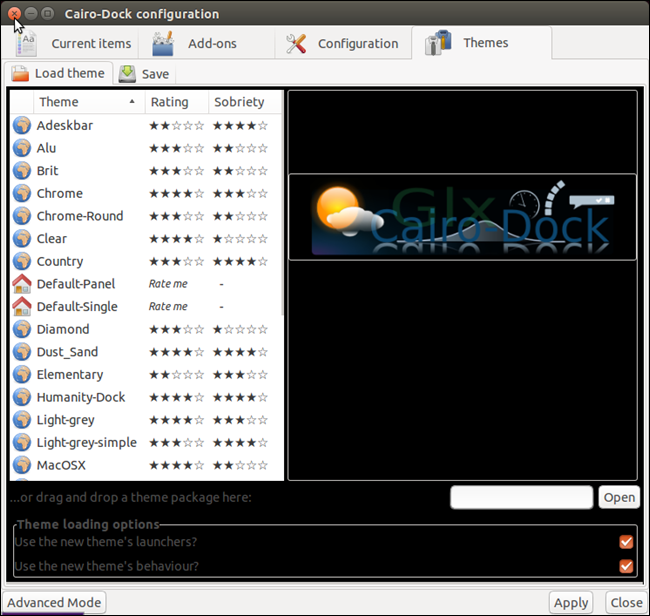 Cairo-Dock configuration
Current items Add-ons Configuration Themes
Load theme Save
Theme Rating Sobriety
Adeskbar ★★☆☆☆ ★★★★☆
Alu ★★★☆☆ ★★☆☆☆
Brit ★★★☆☆ ★★☆☆☆
Chrome ★★★★☆ ★★★☆☆
Chrome-Round ★★★☆☆ ★★☆☆☆
Clear ★★★★☆ ★☆☆☆☆
Country ★★★☆☆ ★★★★☆
Default-Panel Rate me -
Default-Single Rate me -
Diamond ★★★☆☆ ★☆☆☆☆
Dust_Sand ★★★★☆ ★★★★☆
Elementary ★★☆☆☆ ★★★☆☆
Humanity-Dock ★★★★☆ ★★★★☆
Light-grey ★★★★☆ ★★★☆☆
Light-grey-simple ★★★★☆ ★★★★☆
MacOSX ★★★★☆ ★★☆☆☆
Glx
Cairo-Dock
...or drag and drop a theme package here: Open
Theme loading options
Use the new theme's launchers?
Use the new theme's behaviour?
Advanced Mode Apply Close